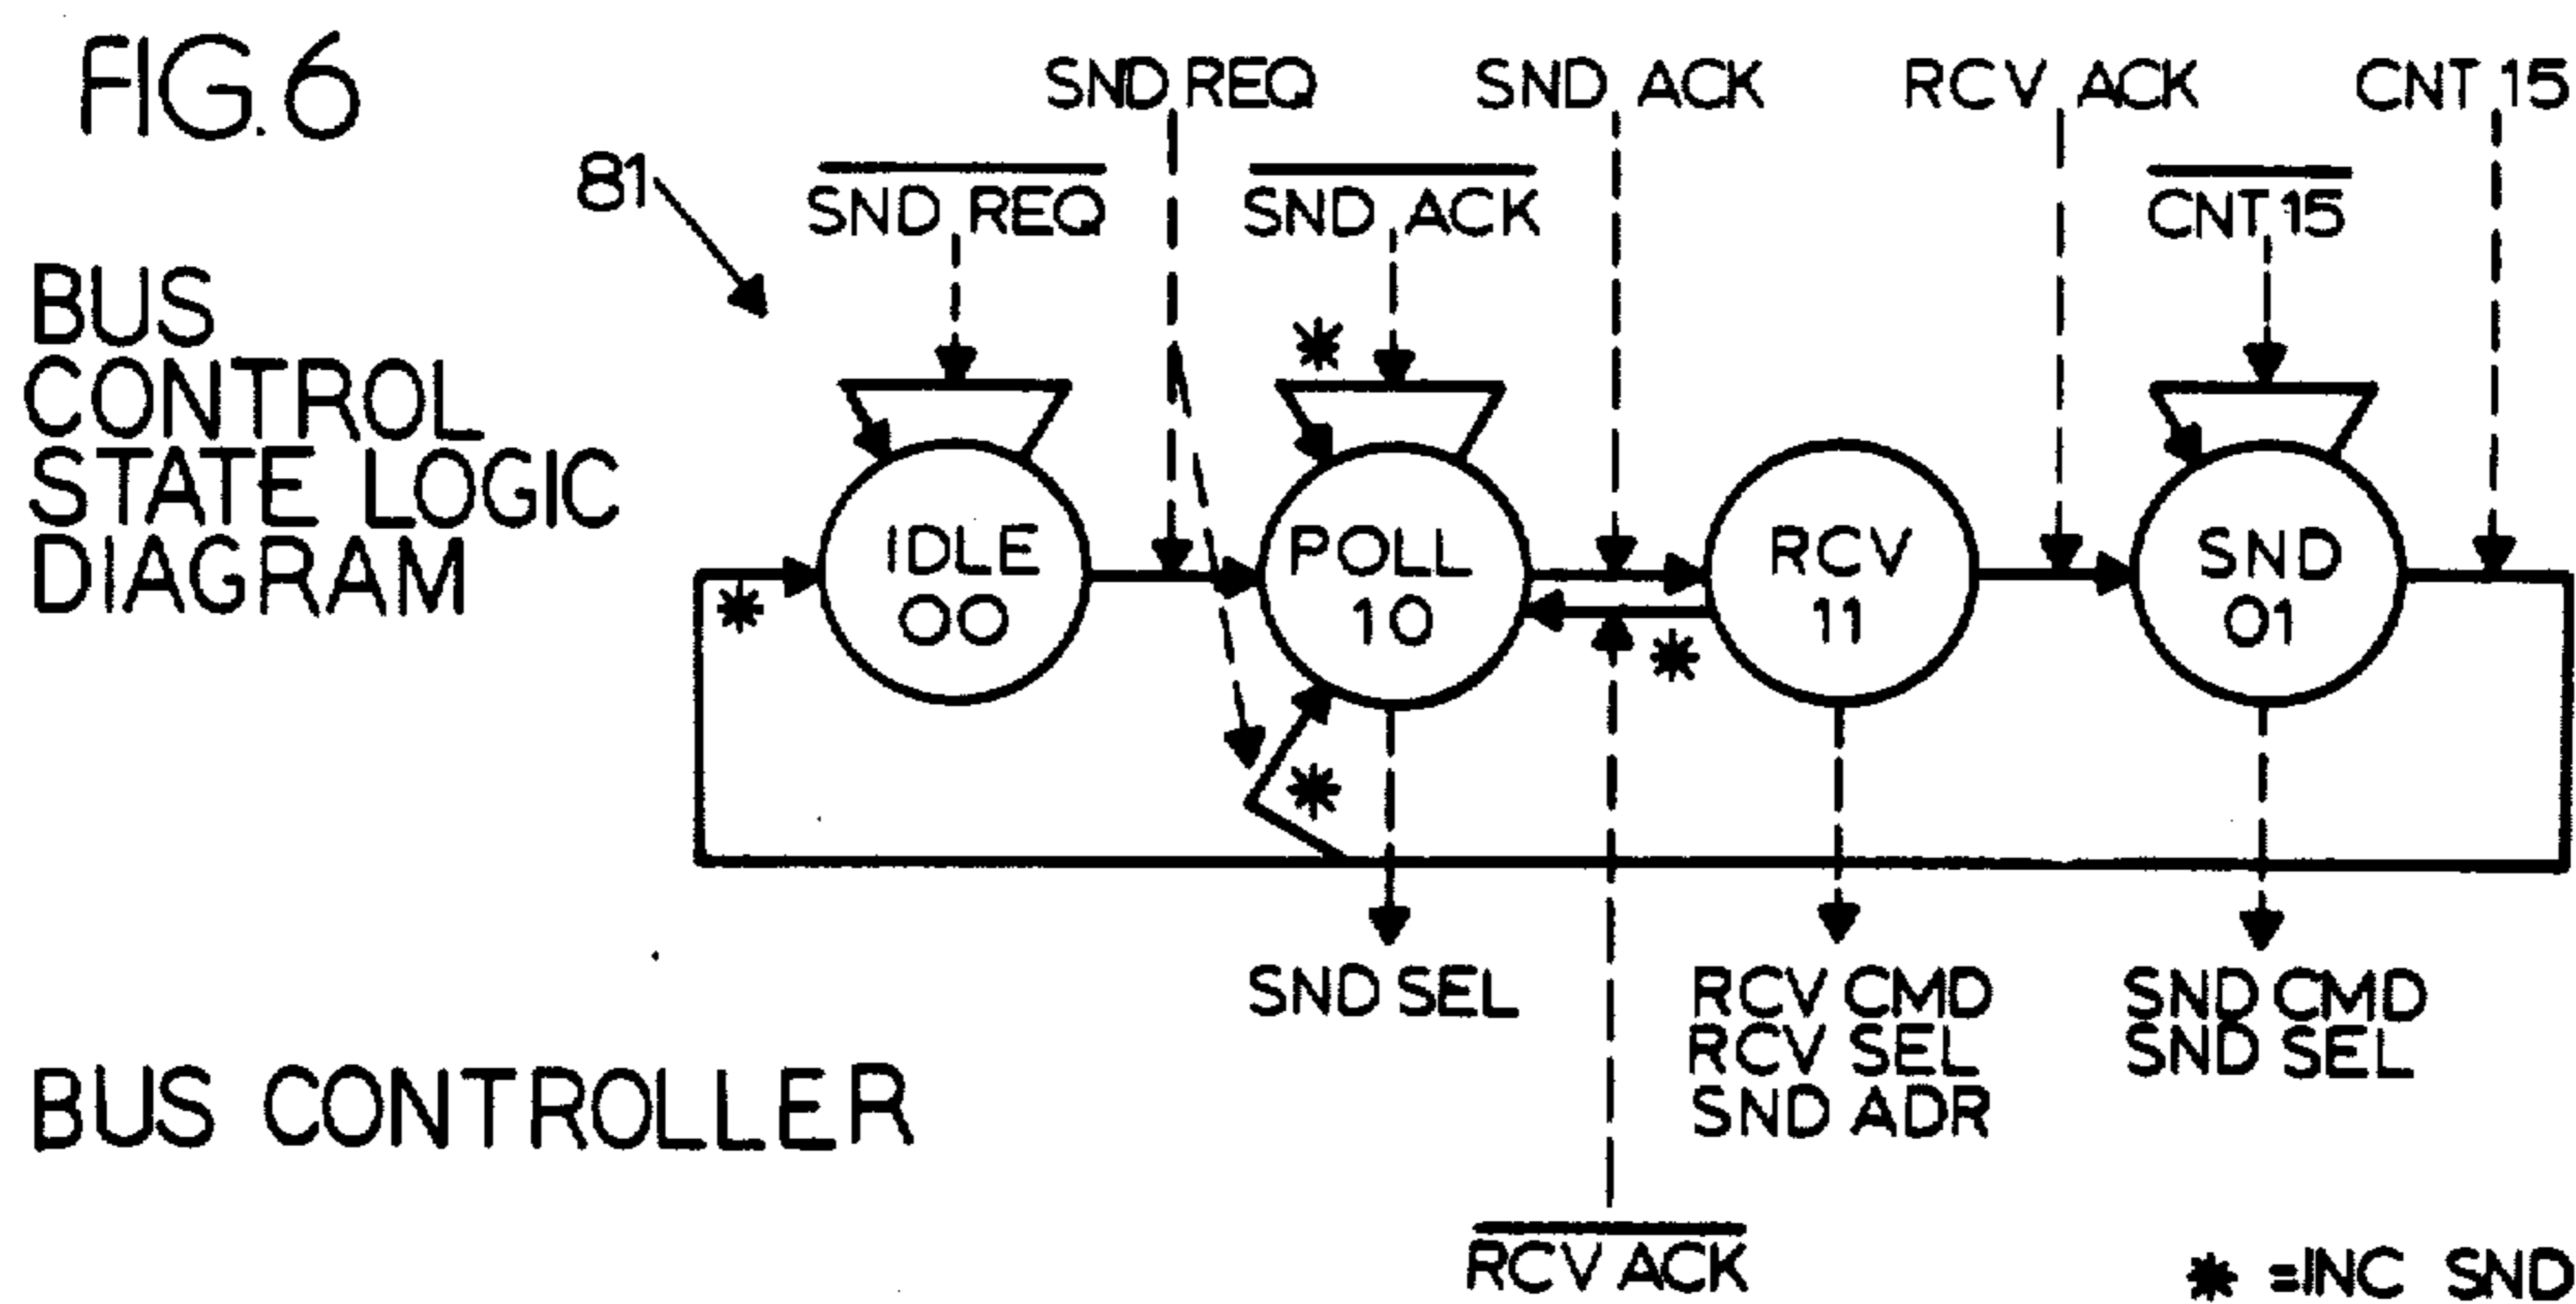 FIG. 6
SND REQ
SND ACK
RCV ACK
CNT 15
81
SND REQ
SND ACK
CNT 15
BUS
CONTROL
STATE LOGIC
DIAGRAM
*
IDLE
00
POLL
10
RCV
11
SND
01
*
*
*
SND SEL
RCV CMD
RCV SEL
SND ADR
SND CMD
SND SEL
BUS CONTROLLER
RCV ACK
* =INC SND